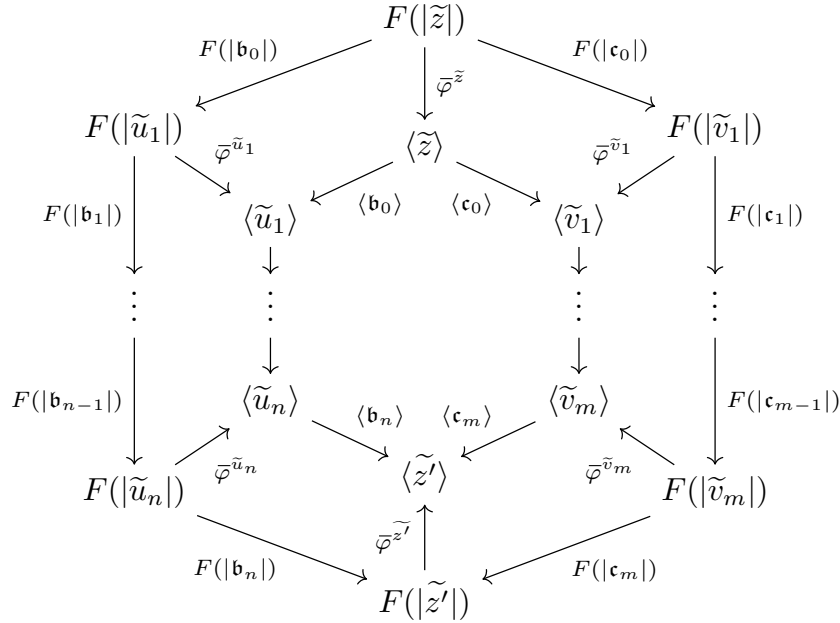 F(|z̃|)
F(|𝔟₀|) F(|𝔠₀|)
φ̄^z̃
F(|ũ₁|) φ̄^ũ₁ ⟨z̃⟩ φ̄^ṽ₁ F(|ṽ₁|)
⟨𝔟₀⟩ ⟨𝔠₀⟩
F(|𝔟₁|) ⟨ũ₁⟩ ⟨ṽ₁⟩ F(|𝔠₁|)
⋮ ⋮ ⋮ ⋮
F(|𝔟ₙ₋₁|) ⟨ũₙ⟩ ⟨𝔟ₙ⟩ ⟨𝔠ₘ⟩ ⟨ṽₘ⟩ F(|𝔠ₘ₋₁|)
F(|ũₙ|) φ̄^ũₙ ⟨z̃'⟩ φ̄^ṽₘ F(|ṽₘ|)
φ̄^z̃'
F(|𝔟ₙ|) F(|𝔠ₘ|)
F(|z̃'|)